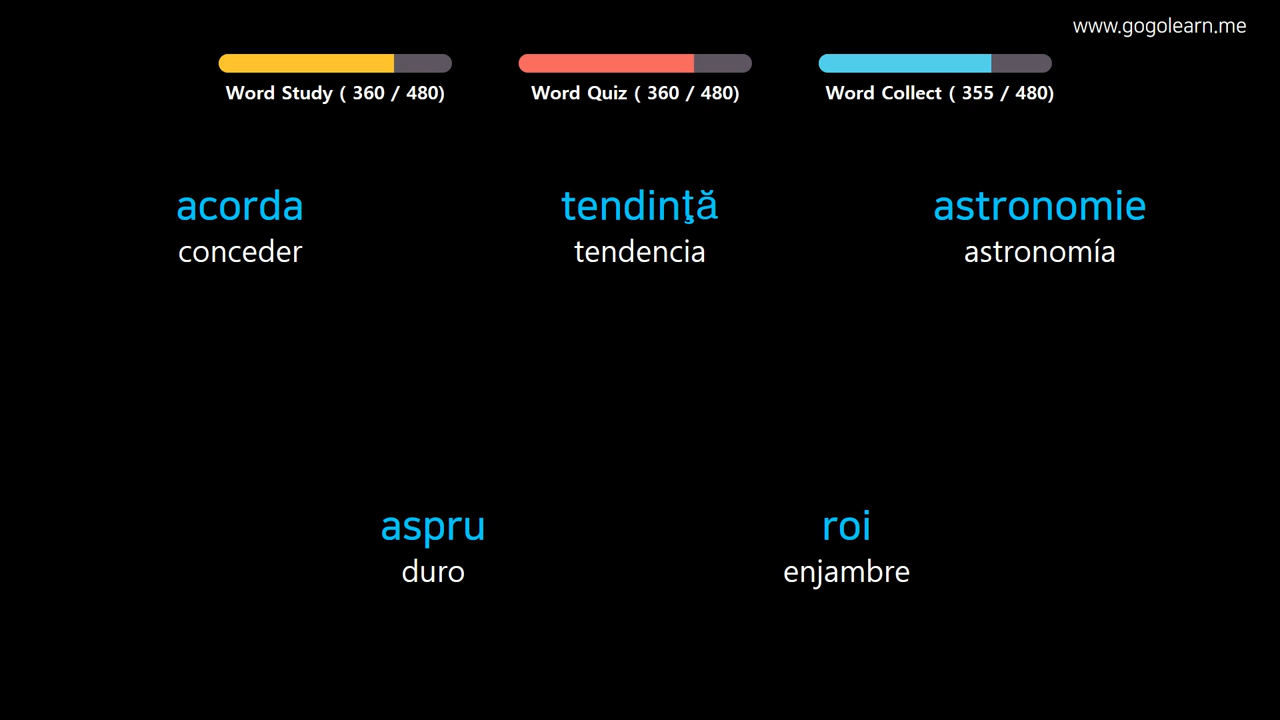 www.gogolearn.me
Word Study ( 360 / 480)
Word Quiz ( 360 / 480)
Word Collect ( 355 / 480)
acorda
conceder
tendinţă
tendencia
astronomie
astronomía
aspru
duro
roi
enjambre